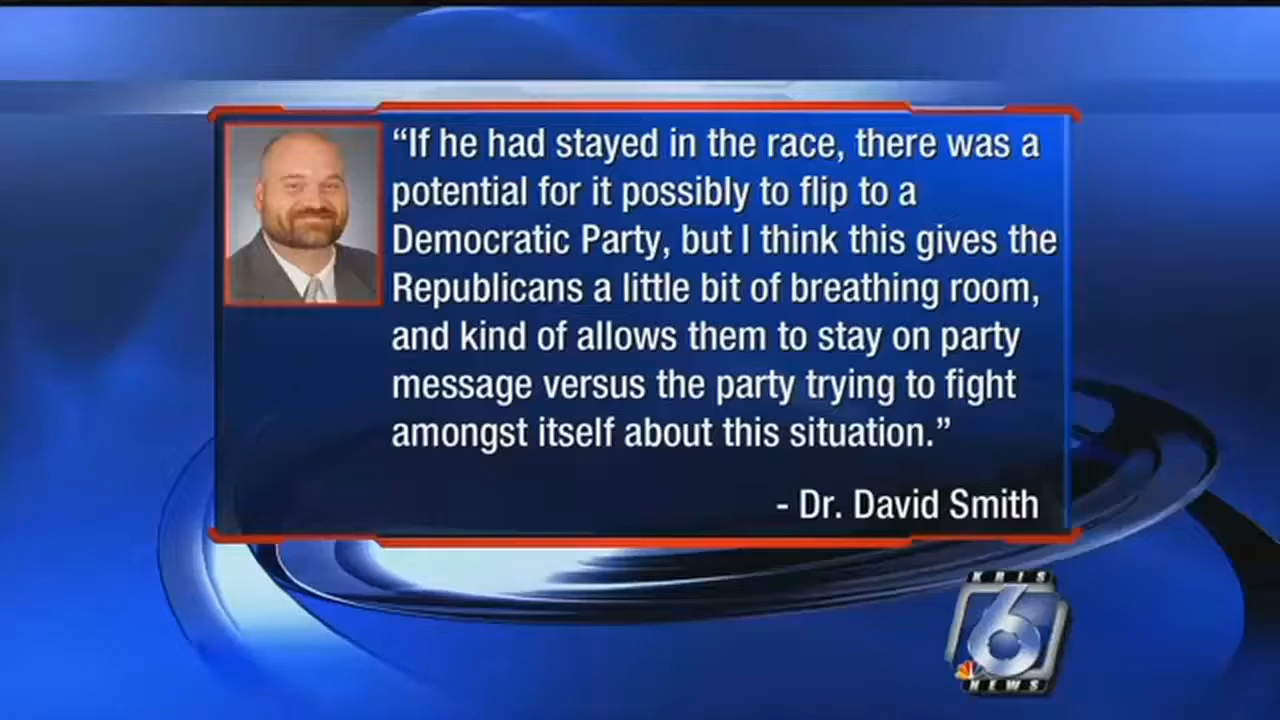 “If he had stayed in the race, there was a
potential for it possibly to flip to a
Democratic Party, but I think this gives the
Republicans a little bit of breathing room,
and kind of allows them to stay on party
message versus the party trying to fight
amongst itself about this situation.”
- Dr. David Smith
KRIS
6
NEWS